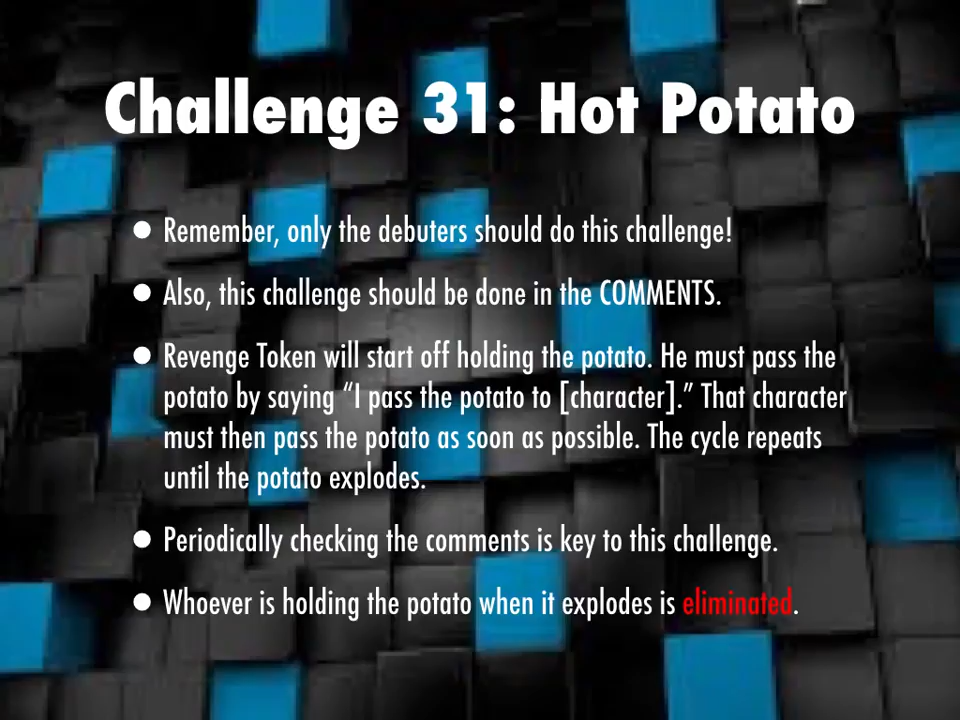 Challenge 31: Hot Potato
• Remember, only the debuters should do this challenge!
• Also, this challenge should be done in the COMMENTS.
• Revenge Token will start off holding the potato. He must pass the
potato by saying “I pass the potato to [character].” That character
must then pass the potato as soon as possible. The cycle repeats
until the potato explodes.
• Periodically checking the comments is key to this challenge.
• Whoever is holding the potato when it explodes is eliminated.